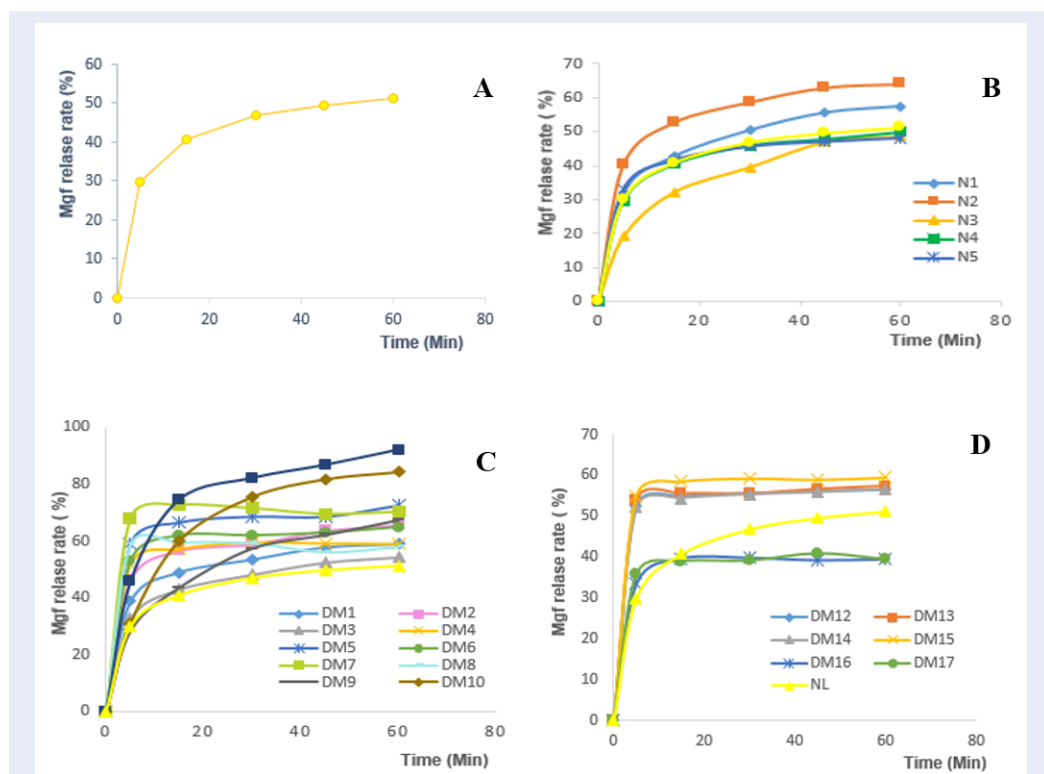 A
60
50
40
30
20
10
0
0 20 40 60 80
Mgf relase rate (%)
Time (Min)
B
70
60
50
40
30
20
10
0
0 20 40 60 80
Mgf relase rate ( %)
Time (Min)
N1
N2
N3
N4
N5
C
100
80
60
40
20
0
0 20 40 60 80
Mgf relase rate ( %)
Time (Min)
DM1 DM2
DM3 DM4
DM5 DM6
DM7 DM8
DM9 DM10
D
70
60
50
40
30
20
10
0
0 20 40 60 80
Mgf relase rate ( %)
Time (Min)
DM12 DM13
DM14 DM15
DM16 DM17
NL